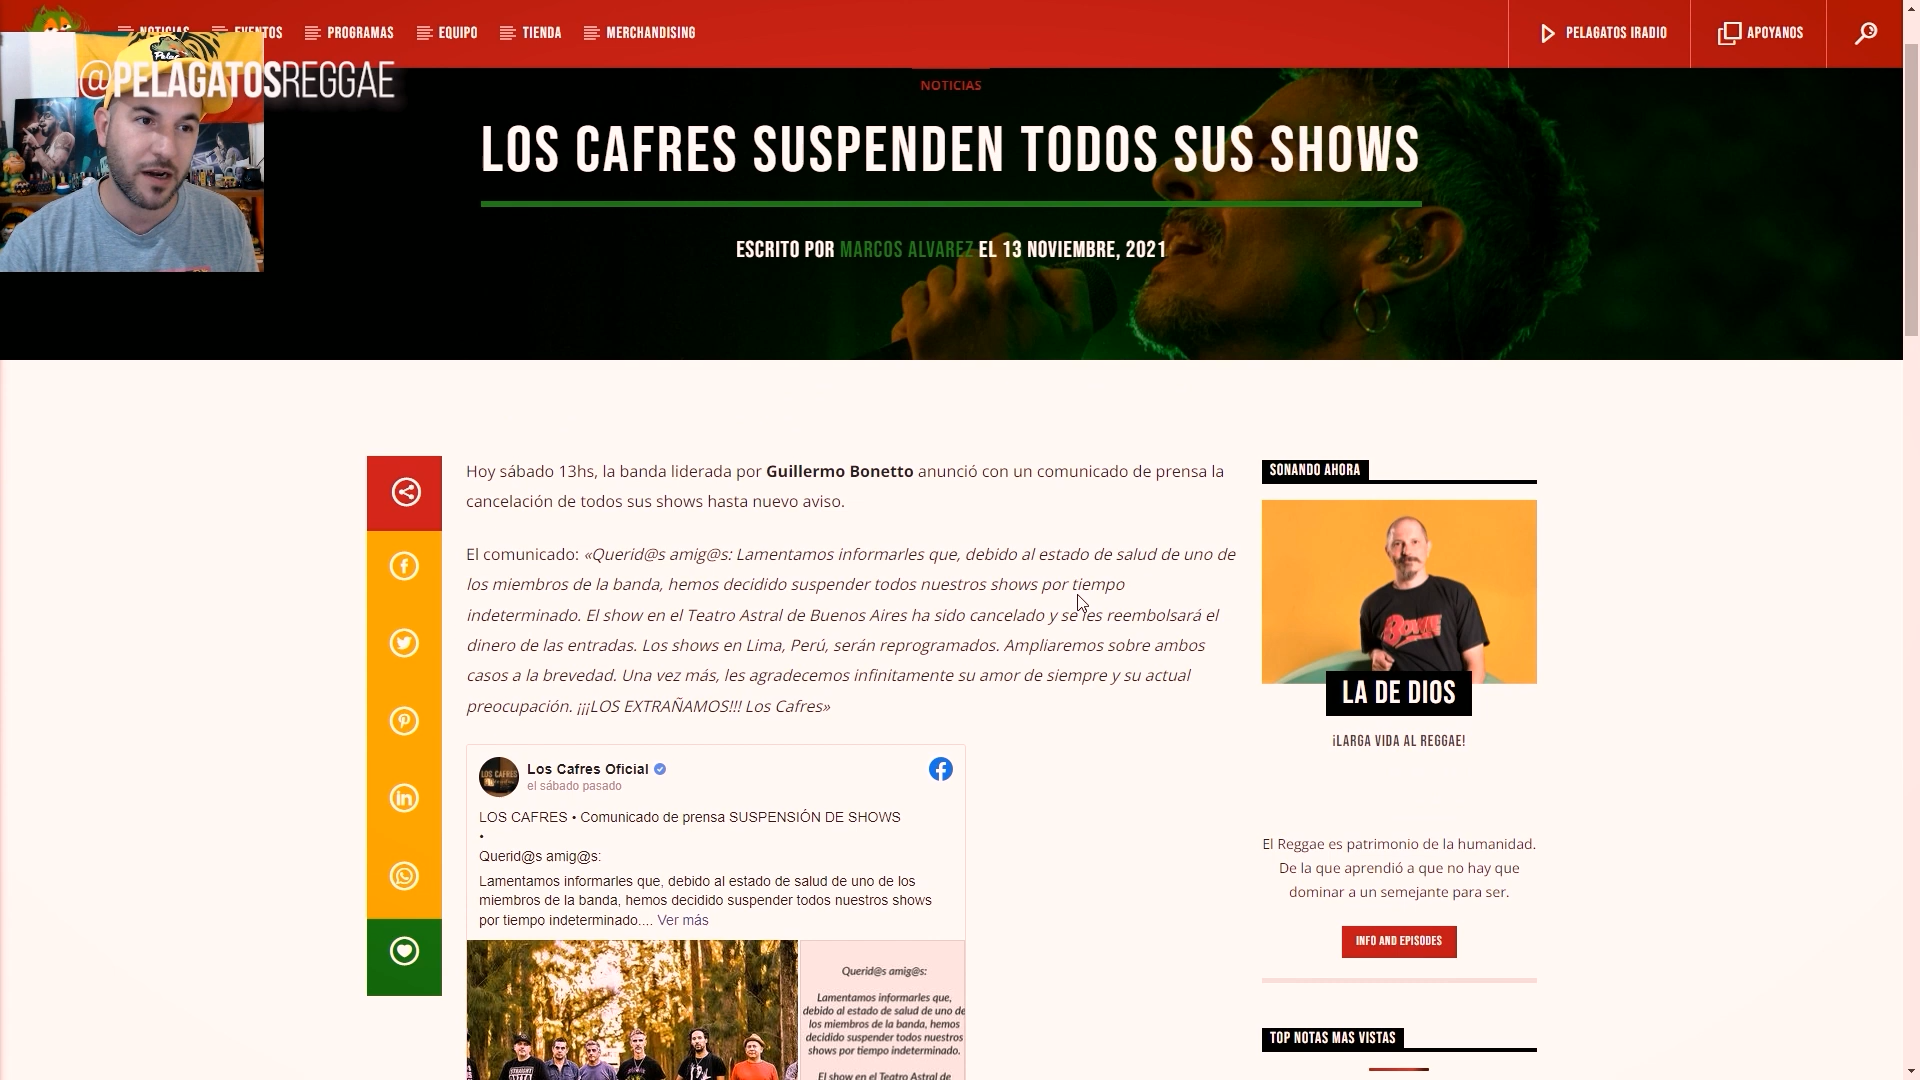 NOTICIAS
EVENTOS
PROGRAMAS
EQUIPO
TIENDA
MERCHANDISING
PELAGATOS IRADIO
APOYANOS
@PELAGATOSREGGAE
NOTICIAS
LOS CAFRES SUSPENDEN TODOS SUS SHOWS
ESCRITO POR MARCOS ALVAREZ EL 13 NOVIEMBRE, 2021
Hoy sábado 13hs, la banda liderada por Guillermo Bonetto anunció con un comunicado de prensa la
cancelación de todos sus shows hasta nuevo aviso.
El comunicado: «Querid@s amig@s: Lamentamos informarles que, debido al estado de salud de uno de
los miembros de la banda, hemos decidido suspender todos nuestros shows por tiempo
indeterminado. El show en el Teatro Astral de Buenos Aires ha sido cancelado y se les reembolsará el
dinero de las entradas. Los shows en Lima, Perú, serán reprogramados. Ampliaremos sobre ambos
casos a la brevedad. Una vez más, les agradecemos infinitamente su amor de siempre y su actual
preocupación. ¡¡¡LOS EXTRAÑAMOS!!! Los Cafres»
Los Cafres Oficial
el sábado pasado
LOS CAFRES • Comunicado de prensa SUSPENSIÓN DE SHOWS
•
Querid@s amig@s:
Lamentamos informarles que, debido al estado de salud de uno de los
miembros de la banda, hemos decidido suspender todos nuestros shows
por tiempo indeterminado.... Ver más
Querid@s amig@s:
Lamentamos informarles que,
debido al estado de salud de uno de
los miembros de la banda, hemos
decidido suspender todos nuestros
shows por tiempo indeterminado.
El show en el Teatro Astral de
SONANDO AHORA
BOWIE
LA DE DIOS
¡LARGA VIDA AL REGGAE!
El Reggae es patrimonio de la humanidad.
De la que aprendió a que no hay que
dominar a un semejante para ser.
INFO AND EPISODES
TOP NOTAS MAS VISTAS